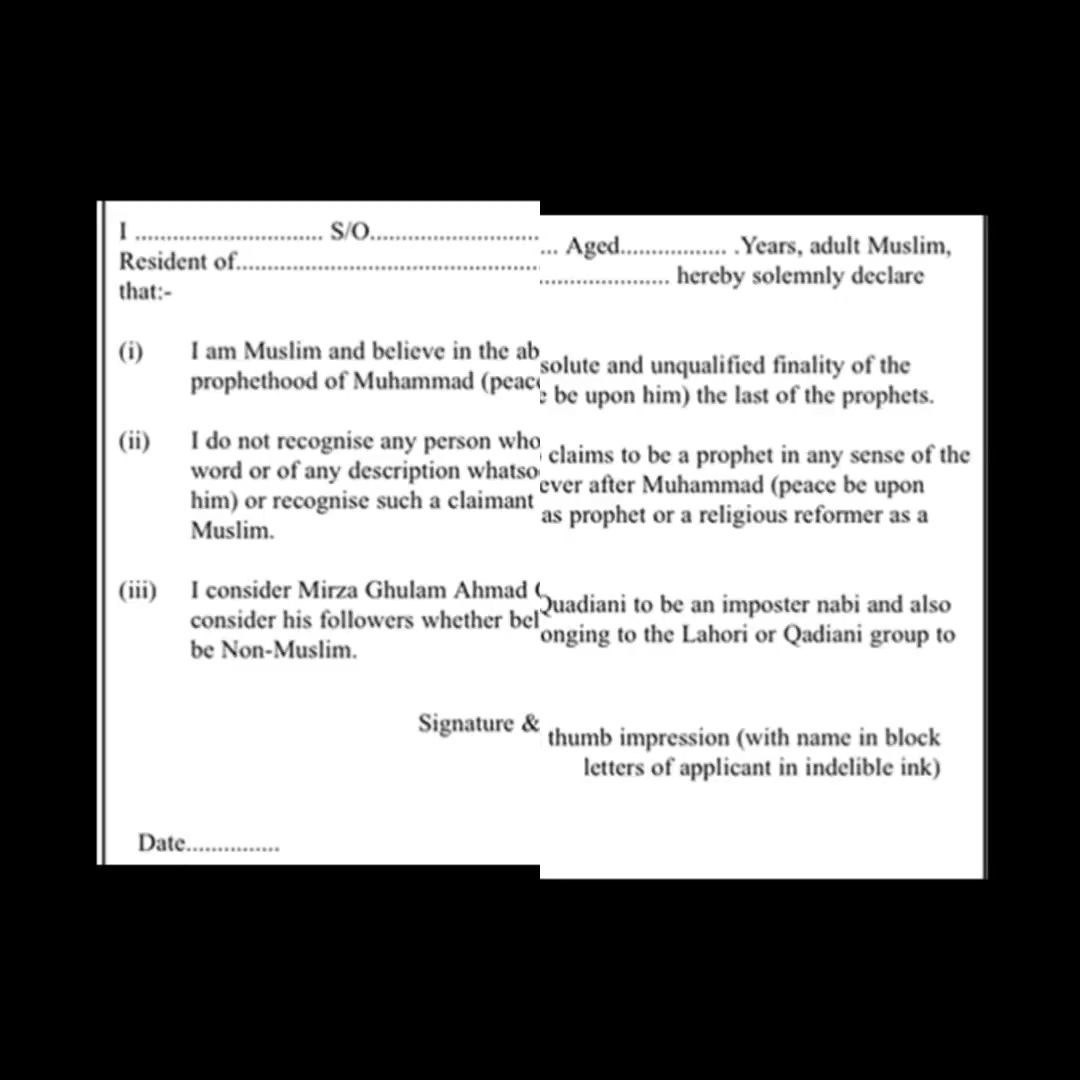 I .............................. S/O.............................. Aged................. .Years, adult Muslim,
Resident of..................................................................... hereby solemnly declare
that:-
(i) I am Muslim and believe in the absolute and unqualified finality of the
prophethood of Muhammad (peace be upon him) the last of the prophets.
(ii) I do not recognise any person who claims to be a prophet in any sense of the
word or of any description whatsoever after Muhammad (peace be upon
him) or recognise such a claimant as prophet or a religious reformer as a
Muslim.
(iii) I consider Mirza Ghulam Ahmad Quadiani to be an imposter nabi and also
consider his followers whether belonging to the Lahori or Qadiani group to
be Non-Muslim.
Signature & thumb impression (with name in block
letters of applicant in indelible ink)
Date...............